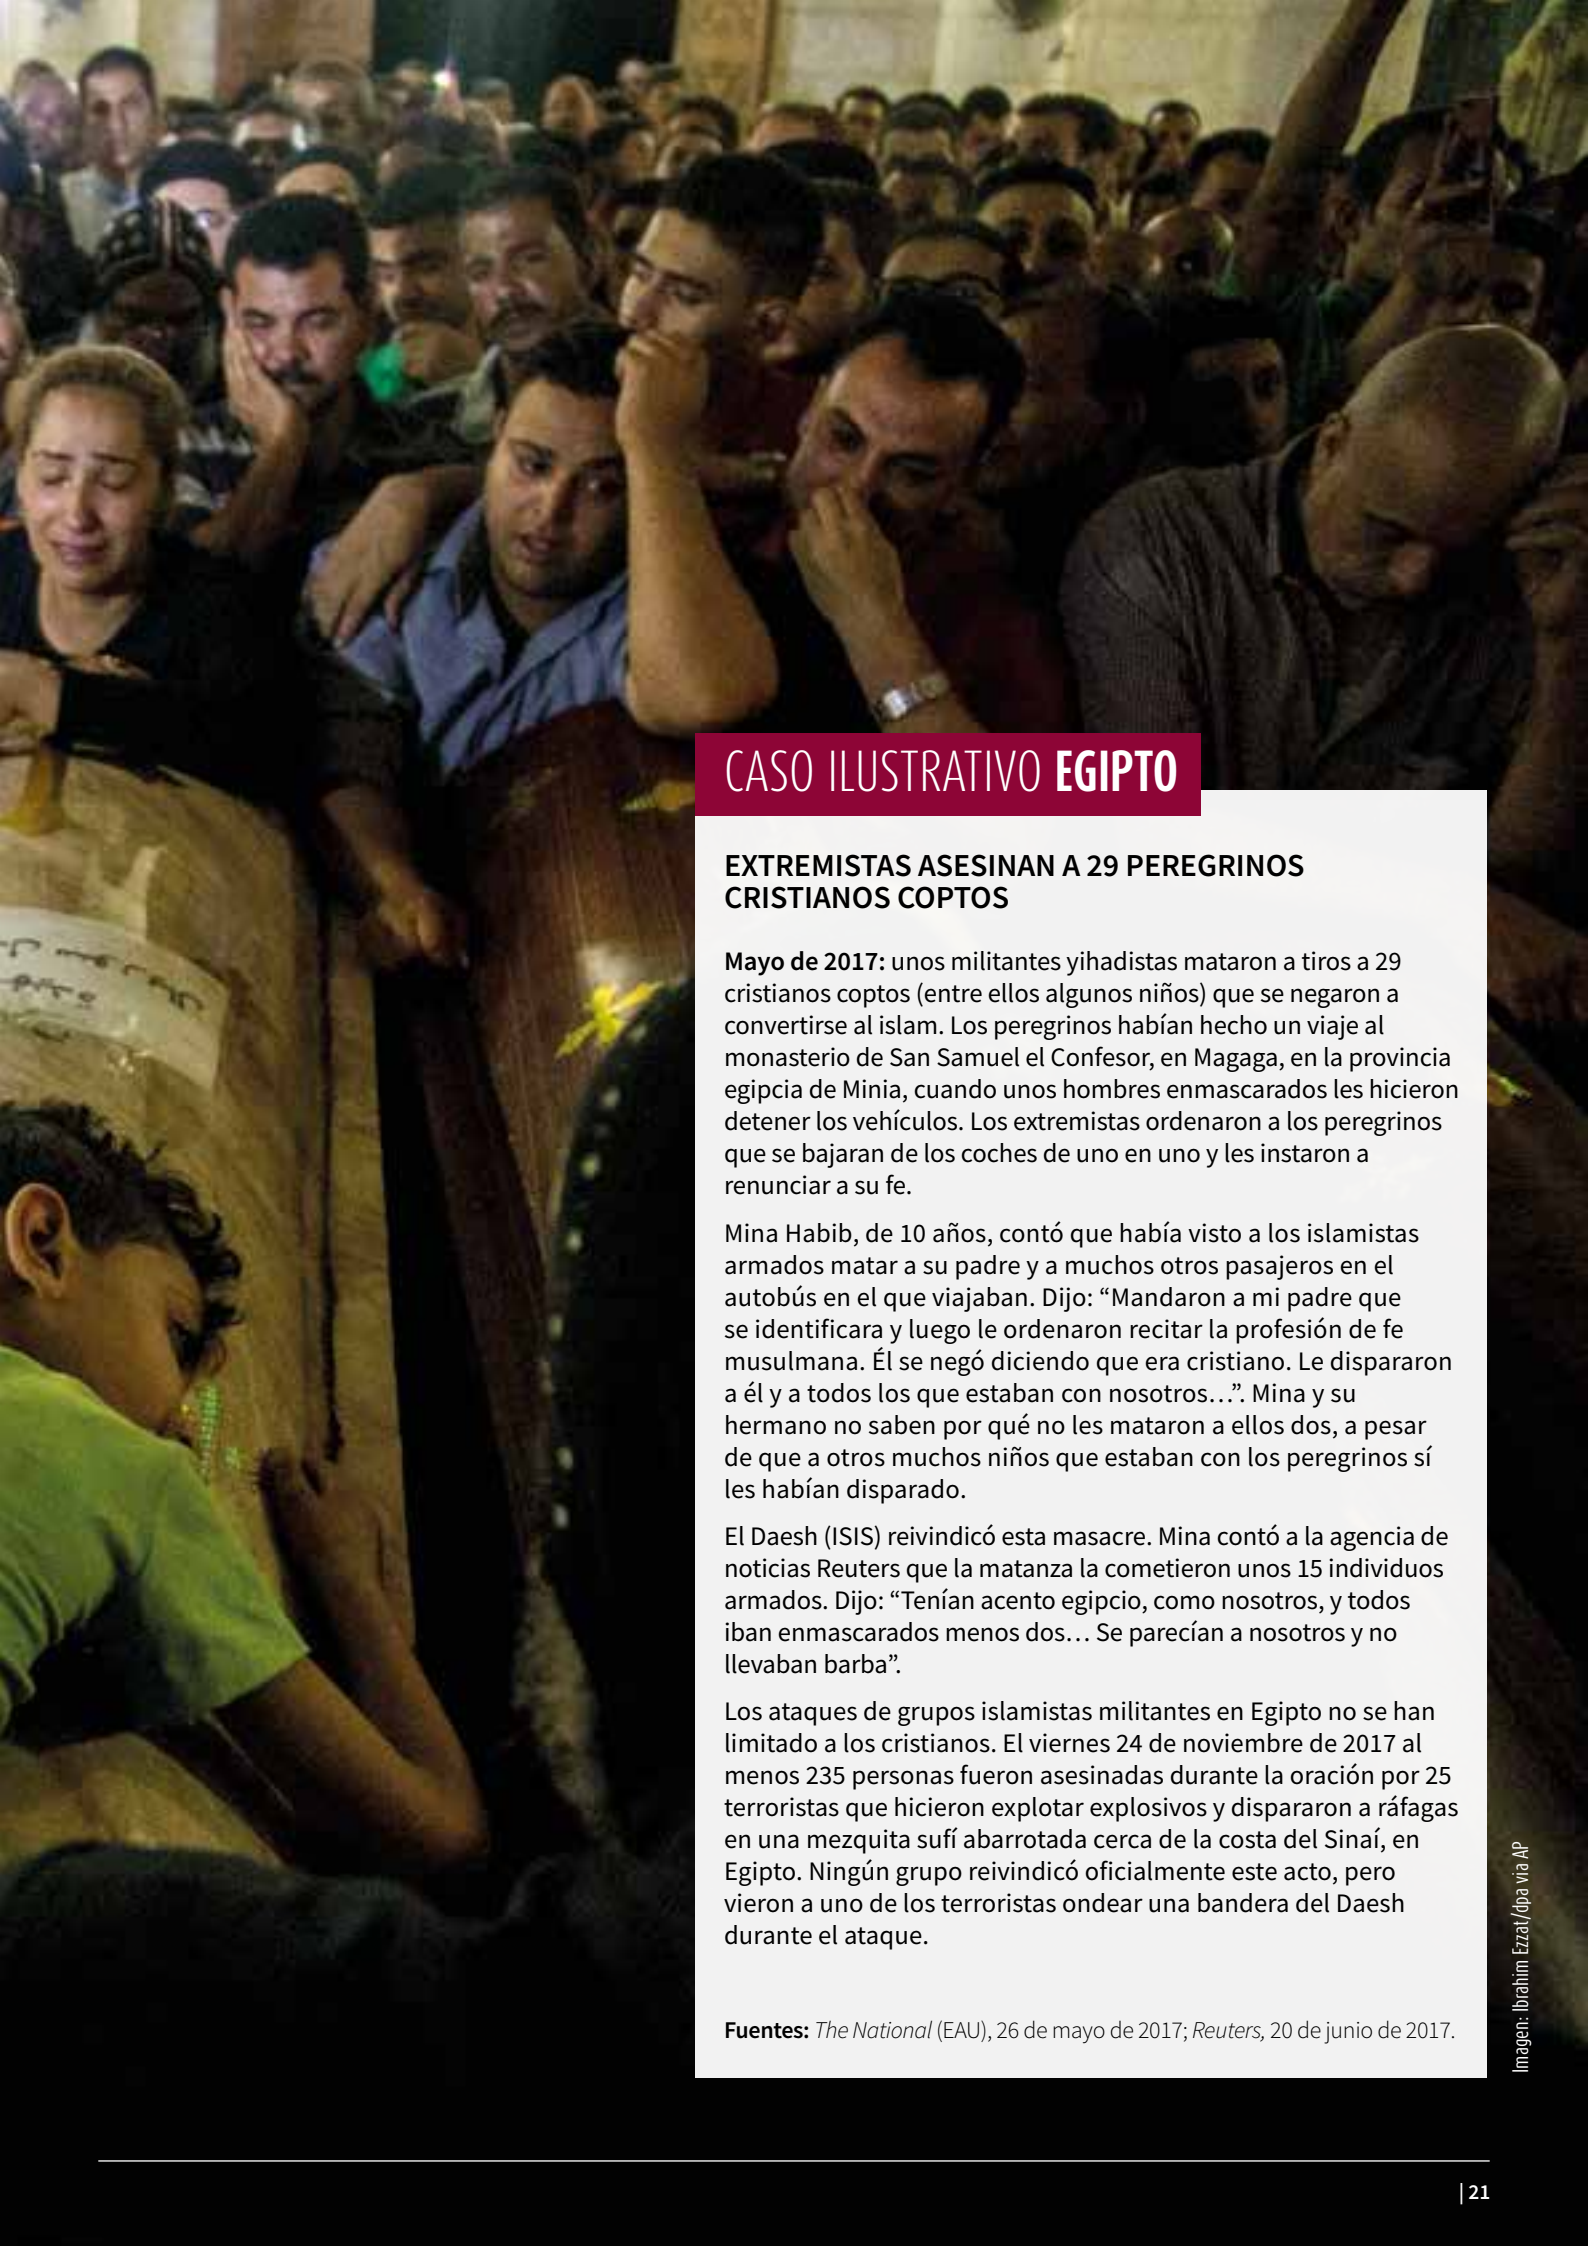 CASO ILUSTRATIVO EGIPTO
EXTREMISTAS ASESINAN A 29 PEREGRINOS
CRISTIANOS COPTOS
Mayo de 2017: unos militantes yihadistas mataron a tiros a 29
cristianos coptos (entre ellos algunos niños) que se negaron a
convertirse al islam. Los peregrinos habían hecho un viaje al
monasterio de San Samuel el Confesor, en Magaga, en la provincia
egipcia de Minia, cuando unos hombres enmascarados les hicieron
detener los vehículos. Los extremistas ordenaron a los peregrinos
que se bajaran de los coches de uno en uno y les instaron a
renunciar a su fe.
Mina Habib, de 10 años, contó que había visto a los islamistas
armados matar a su padre y a muchos otros pasajeros en el
autobús en el que viajaban. Dijo: “Mandaron a mi padre que
se identificara y luego le ordenaron recitar la profesión de fe
musulmana. Él se negó diciendo que era cristiano. Le dispararon
a él y a todos los que estaban con nosotros…”. Mina y su
hermano no saben por qué no les mataron a ellos dos, a pesar
de que a otros muchos niños que estaban con los peregrinos sí
les habían disparado.
El Daesh (ISIS) reivindicó esta masacre. Mina contó a la agencia de
noticias Reuters que la matanza la cometieron unos 15 individuos
armados. Dijo: “Tenían acento egipcio, como nosotros, y todos
iban enmascarados menos dos… Se parecían a nosotros y no
llevaban barba”.
Los ataques de grupos islamistas militantes en Egipto no se han
limitado a los cristianos. El viernes 24 de noviembre de 2017 al
menos 235 personas fueron asesinadas durante la oración por 25
terroristas que hicieron explotar explosivos y dispararon a ráfagas
en una mezquita sufí abarrotada cerca de la costa del Sinaí, en
Egipto. Ningún grupo reivindicó oficialmente este acto, pero
vieron a uno de los terroristas ondear una bandera del Daesh
durante el ataque.
Fuentes: The National (EAU), 26 de mayo de 2017; Reuters, 20 de junio de 2017.
Imagen: Ibrahim Ezzat/dpa via AP
| 21